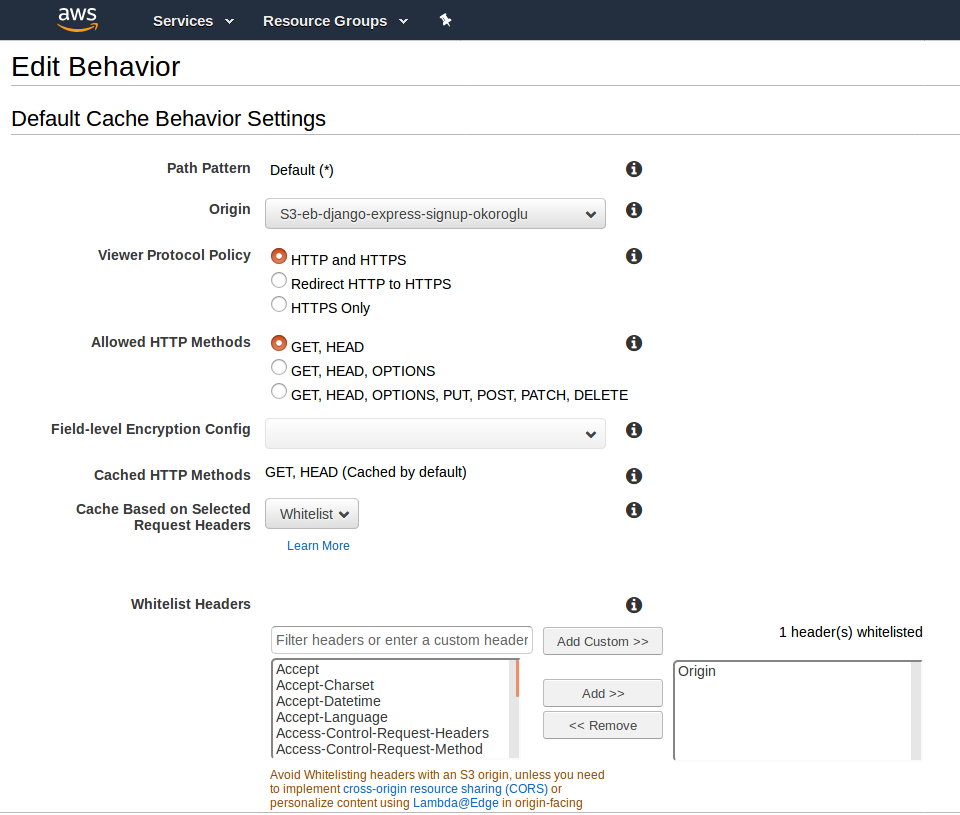 aws Services Resource Groups
Edit Behavior
Default Cache Behavior Settings
Path Pattern Default (*)
Origin S3-eb-django-express-signup-okoroglu
Viewer Protocol Policy HTTP and HTTPS
Redirect HTTP to HTTPS
HTTPS Only
Allowed HTTP Methods GET, HEAD
GET, HEAD, OPTIONS
GET, HEAD, OPTIONS, PUT, POST, PATCH, DELETE
Field-level Encryption Config
Cached HTTP Methods GET, HEAD (Cached by default)
Cache Based on Selected
Request Headers
Whitelist
Learn More
Whitelist Headers
Filter headers or enter a custom header Add Custom >> 1 header(s) whitelisted
Accept
Accept-Charset
Accept-Datetime
Accept-Language
Access-Control-Request-Headers
Access-Control-Request-Method
Add >>
<< Remove
Origin
Avoid Whitelisting headers with an S3 origin, unless you need
to implement cross-origin resource sharing (CORS) or
personalize content using Lambda@Edge in origin-facing